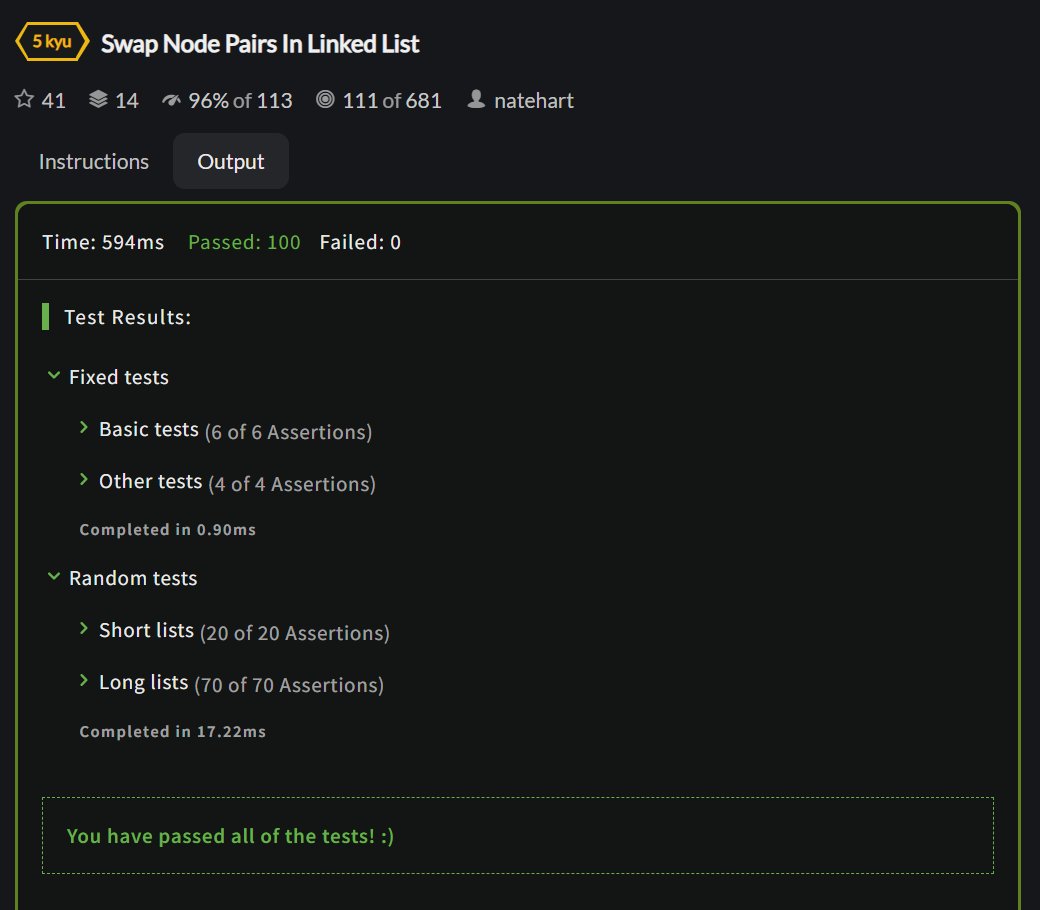 5 kyu Swap Node Pairs In Linked List
41 14 96% of 113 111 of 681 natehart
Instructions Output
Time: 594ms Passed: 100 Failed: 0
Test Results:
Fixed tests
Basic tests (6 of 6 Assertions)
Other tests (4 of 4 Assertions)
Completed in 0.90ms
Random tests
Short lists (20 of 20 Assertions)
Long lists (70 of 70 Assertions)
Completed in 17.22ms
You have passed all of the tests! :)